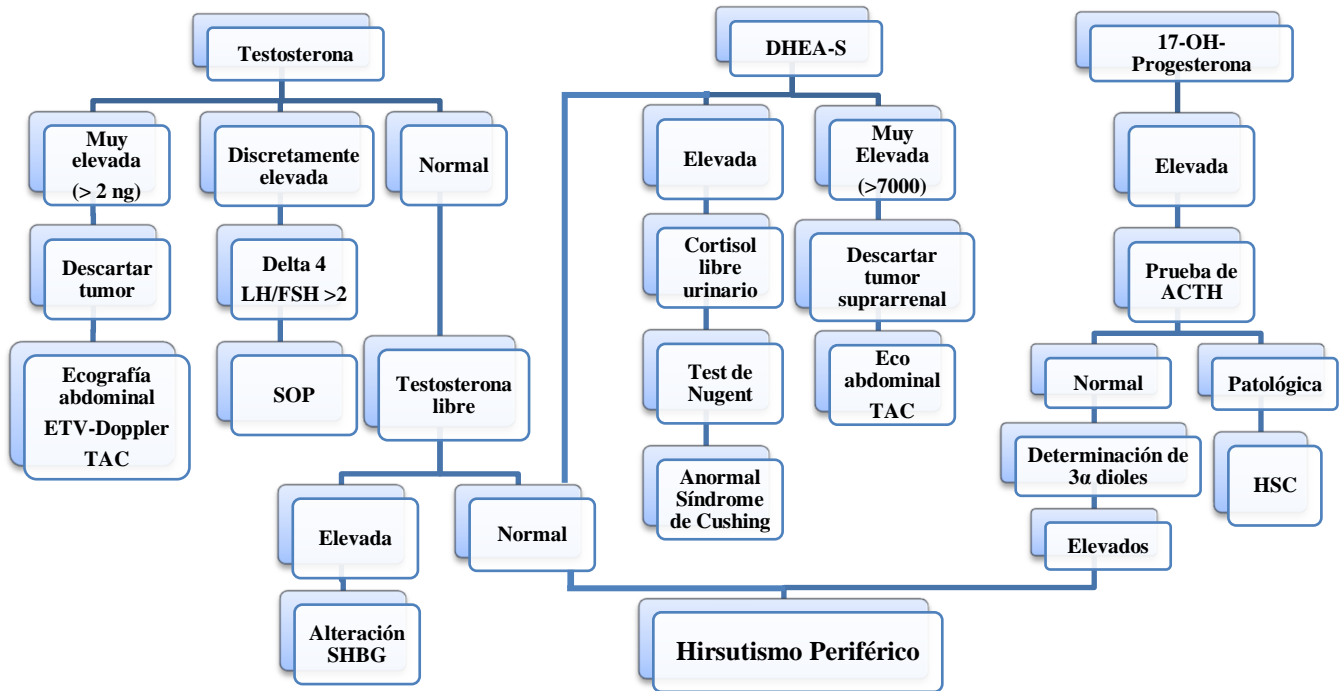 Testosterona
Muy
elevada
(> 2 ng)
Descartar
tumor
Ecografía
abdominal
ETV-Doppler
TAC
Discretamente
elevada
Delta 4
LH/FSH >2
SOP
Normal
Testosterona
libre
Elevada
Alteración
SHBG
Normal
DHEA-S
Elevada
Cortisol
libre
urinario
Test de
Nugent
Anormal
Síndrome
de Cushing
Muy
Elevada
(>7000)
Descartar
tumor
suprarrenal
Eco
abdominal
TAC
17-OH-
Progesterona
Elevada
Prueba de
ACTH
Normal
Determinación de
3α dioles
Elevados
Patológica
HSC
Hirsutismo Periférico